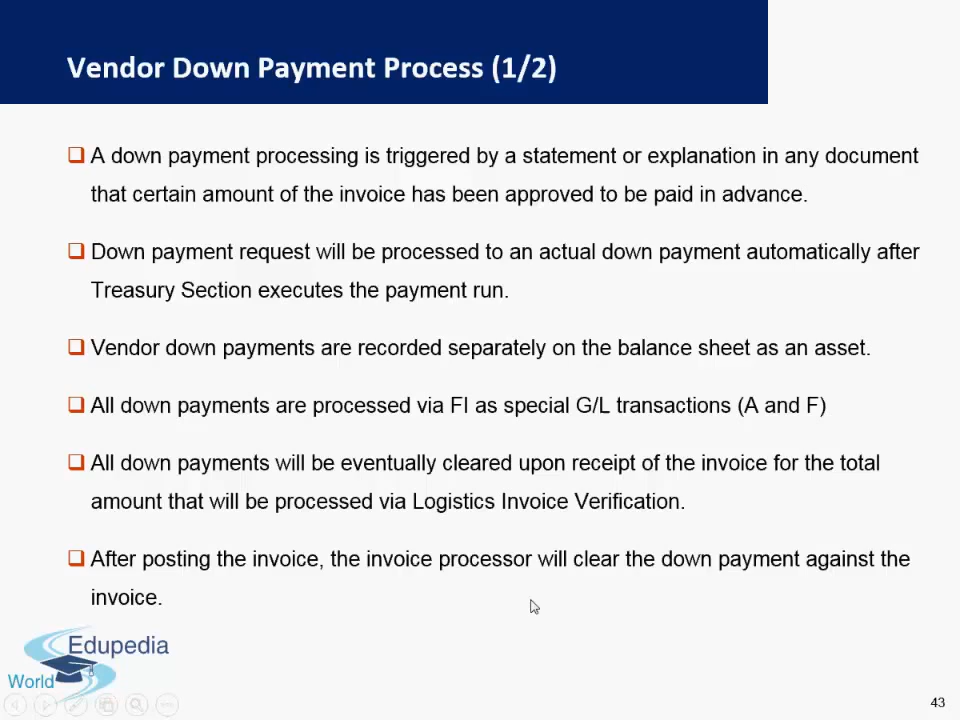 Vendor Down Payment Process (1/2)
A down payment processing is triggered by a statement or explanation in any document
that certain amount of the invoice has been approved to be paid in advance.
Down payment request will be processed to an actual down payment automatically after
Treasury Section executes the payment run.
Vendor down payments are recorded separately on the balance sheet as an asset.
All down payments are processed via FI as special G/L transactions (A and F)
All down payments will be eventually cleared upon receipt of the invoice for the total
amount that will be processed via Logistics Invoice Verification.
After posting the invoice, the invoice processor will clear the down payment against the
invoice.
Edupedia
World
43